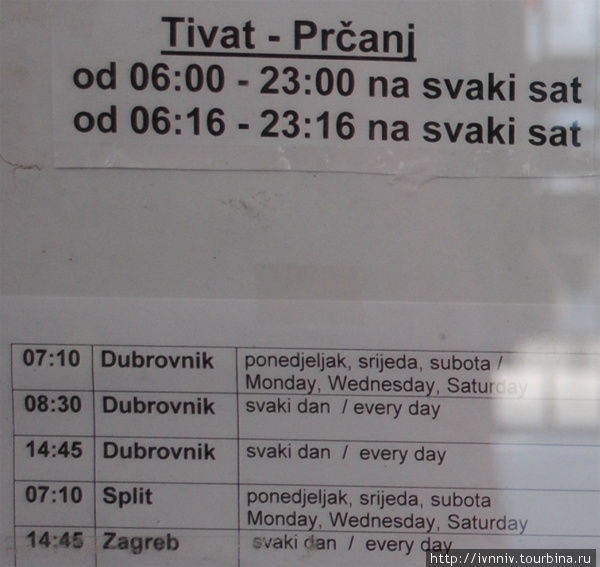 Tivat - Prčanj
od 06:00 - 23:00 na svaki sat
od 06:16 - 23:16 na svaki sat
07:10 Dubrovnik ponedjeljak, srijeda, subota /
Monday, Wednesday, Saturday
08:30 Dubrovnik svaki dan / every day
14:45 Dubrovnik svaki dan / every day
07:10 Split ponedjeljak, srijeda, subota
Monday, Wednesday, Saturday
14:45 Zagreb svaki dan / every day
http://ivnniv.tourbina.ru